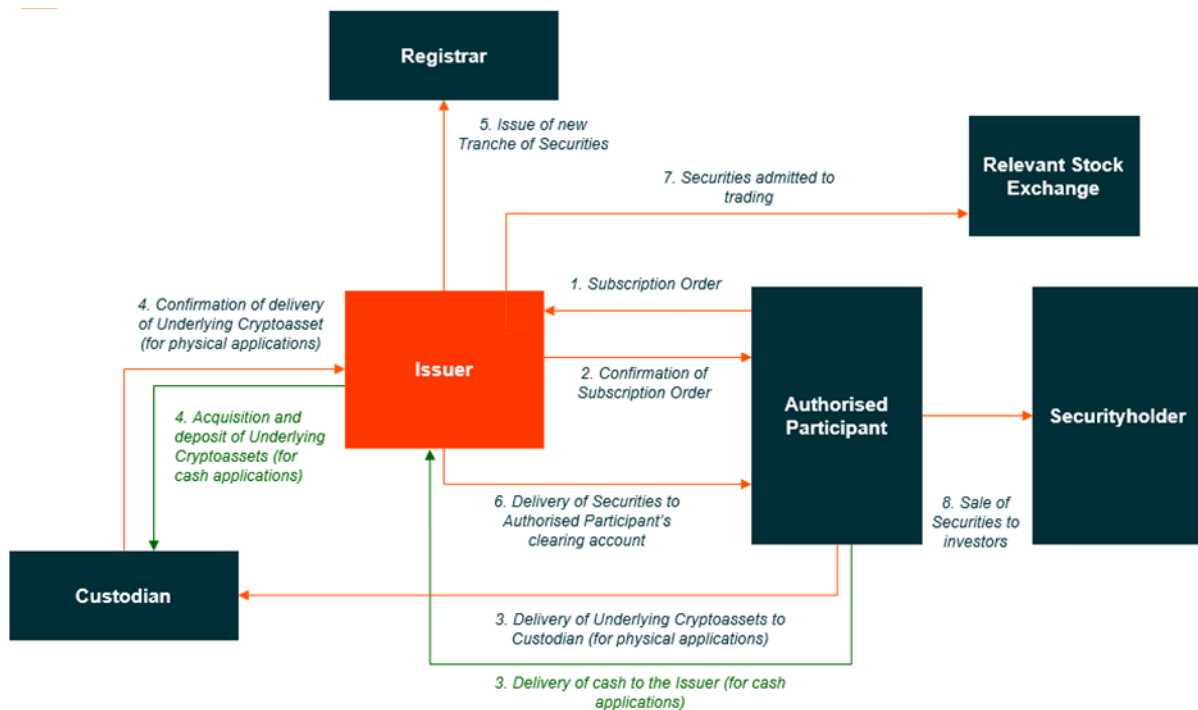 Registrar
5. Issue of new
Tranche of Securities
Relevant Stock
Exchange
7. Securities admitted to
trading
1. Subscription Order
4. Confirmation of delivery
of Underlying Cryptoasset
(for physical applications)
Issuer
2. Confirmation of
Subscription Order
Authorised
Participant
Securityholder
4. Acquisition and
deposit of Underlying
Cryptoassets (for
cash applications)
6. Delivery of Securities to
Authorised Participant's
clearing account
8. Sale of
Securities to
investors
Custodian
3. Delivery of Underlying Cryptoassets to
Custodian (for physical applications)
3. Delivery of cash to the Issuer (for cash
applications)